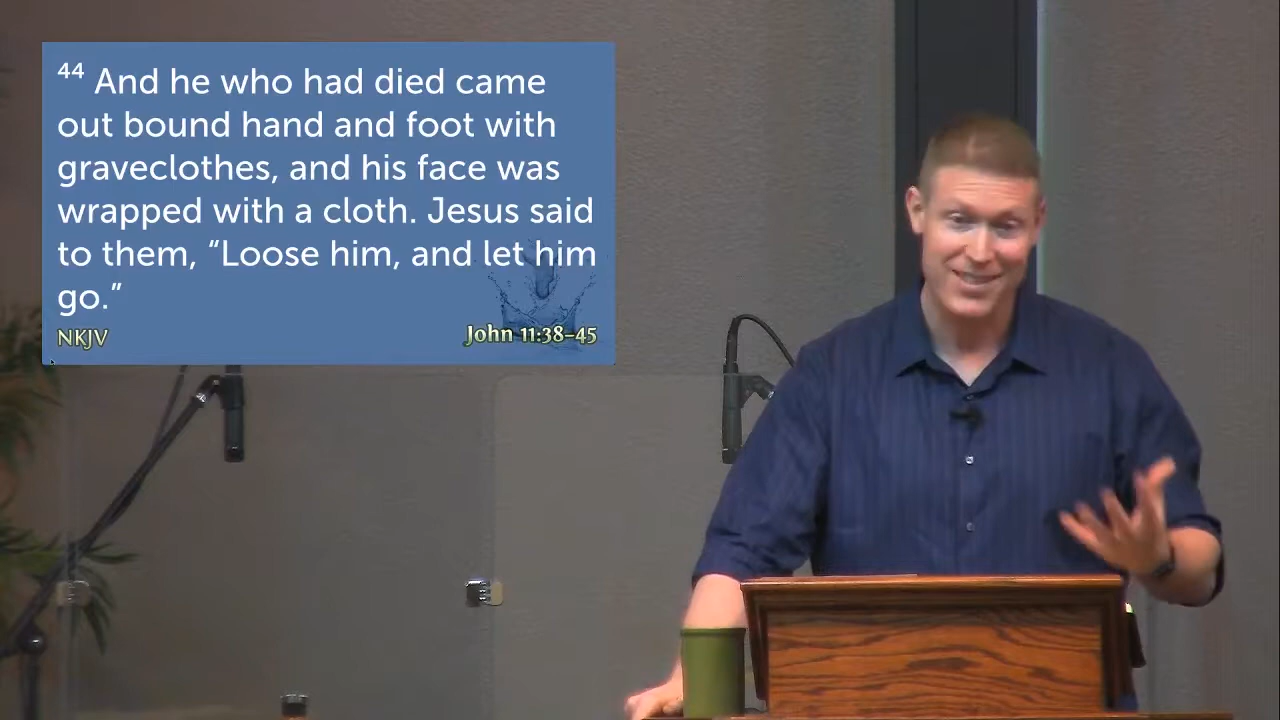 44 And he who had died came
out bound hand and foot with
graveclothes, and his face was
wrapped with a cloth. Jesus said
to them, “Loose him, and let him
go.”
NKJV
John 11:38–45